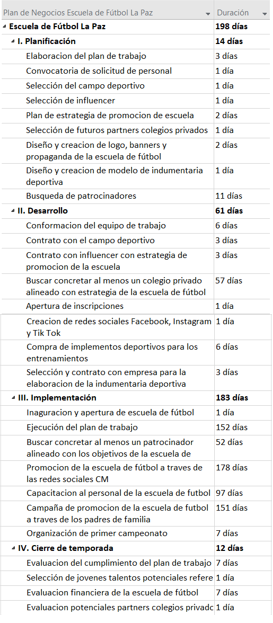 Plan de Negocios Escuela de Fútbol La Paz Duración
Escuela de Fútbol La Paz 198 días
I. Planificación 14 días
Elaboracion del plan de trabajo 3 días
Convocatoria de solicitud de personal 1 día
Selección del campo deportivo 1 día
Selección de influencer 1 día
Plan de estrategia de promocion de escuela 2 días
Selección de futuros partners colegios privados 1 día
Diseño y creacion de logo, banners y 2 días
propaganda de la escuela de fútbol
Diseño y creacion de modelo de indumentaria 1 día
deportiva
Busqueda de patrocinadores 11 días
II. Desarrollo 61 días
Conformacion del equipo de trabajo 6 días
Contrato con el campo deportivo 3 días
Contrato con influencer con estrategia de 3 días
promocion de la escuela
Buscar concretar al menos un colegio privado 57 días
alineado con estrategia de la escuela de fútbol
Apertura de inscripciones 1 día
Creacion de redes sociales Facebook, Instagram 1 día
y Tik Tok
Compra de implementos deportivos para los 6 días
entrenamientos
Selección y contrato con empresa para la 3 días
elaboracion de la indumentaria deportiva
III. Implementación 183 días
Inaguracion y apertura de escuela de fútbol 1 día
Ejecución del plan de trabajo 152 días
Buscar concretar al menos un patrocinador 52 días
alineado con los objetivos de la escuela de
Promocion de la escuela de fútbol a traves de 178 días
las redes sociales CM
Capacitacion al personal de la escuela de futbol 97 días
Campaña de promocion de la escuela de futbol 151 días
a traves de los padres de familia
Organización de primer campeonato 7 días
IV. Cierre de temporada 12 días
Evaluacion del cumplimiento del plan de trabajo 7 días
Selección de jovenes talentos potenciales refere 1 día
Evaluacion financiera de la escuela de fútbol 7 días
Evaluacion potenciales partners colegios privado 1 día